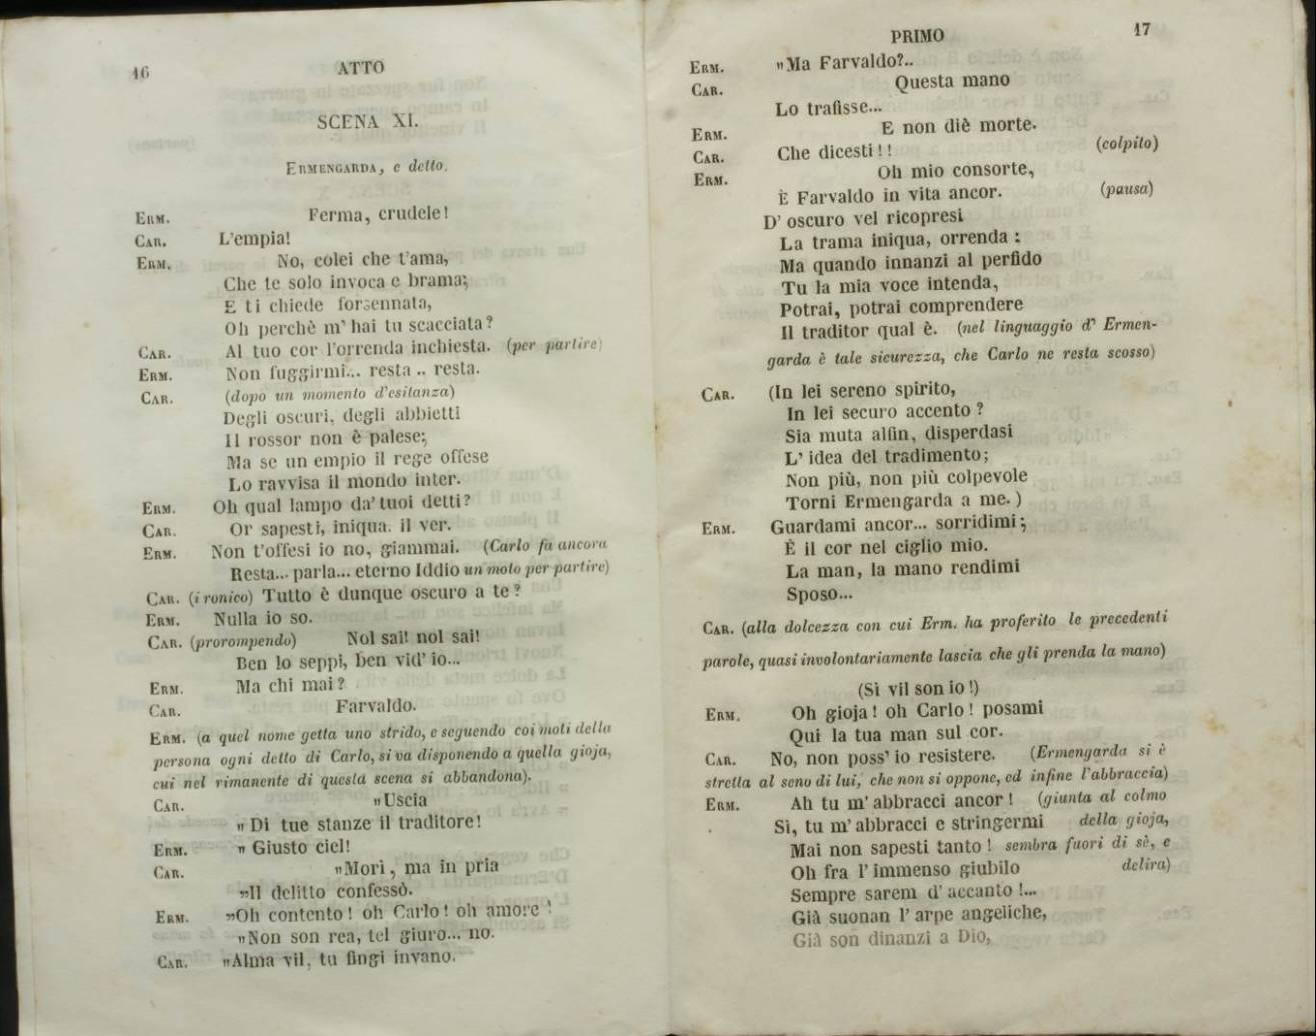 16
ATTO
SCENA XI.
ERMENGARDA, e detto.
ERM. Ferma, crudele!
CAR. L'empia!
ERM. No, colei che t'ama,
Che te solo invoca e brama;
E ti chiede forsennata,
Oh perchè m' hai tu scacciata?
CAR. Al tuo cor l'orrenda inchiesta. (per partire)
ERM. Non fuggirmi... resta .. resta.
CAR. (dopo un momento d'esitanza)
Degli oscuri, degli abbietti
Il rossor non è palese;
Ma se un empio il rege offese
Lo ravvisa il mondo inter.
ERM. Oh qual lampo da' tuoi detti?
CAR. Or sapesti, iniqua. il ver.
ERM. Non t'offesi io no, giammai. (Carlo fa ancora
Resta... parla... eterno Iddio un moto per partire)
CAR. (ironico) Tutto è dunque oscuro a te?
ERM. Nulla io so.
CAR. (prorompendo) Nol sai! nol sai!
Ben lo seppi, ben vid' io...
ERM. Ma chi mai?
CAR. Farvaldo.
ERM. (a quel nome getta uno strido, e seguendo coi moti della
persona ogni detto di Carlo, si va disponendo a quella gioja,
cui nel rimanente di questa scena si abbandona).
CAR. „Uscia
„ Di tue stanze il traditore!
ERM. „ Giusto ciel!
CAR. „Morì, ma in pria
„Il delitto confessò.
ERM. „Oh contento! oh Carlo! oh amore!
„Non son rea, tel giuro... no.
CAR. „Alma vil, tu fingi invano.
PRIMO
17
ERM. „Ma Farvaldo?..
CAR. Questa mano
Lo trafisse...
ERM. E non diè morte.
CAR. Che dicesti!! (colpito)
ERM. Oh mio consorte,
È Farvaldo in vita ancor. (pausa)
D' oscuro vel ricopresi
La trama iniqua, orrenda:
Ma quando innanzi al perfido
Tu la mia voce intenda,
Potrai, potrai comprendere
Il traditor qual è. (nel linguaggio d' Ermen-
garda è tale sicurezza, che Carlo ne resta scosso)
CAR. (In lei sereno spirito,
In lei securo accento?
Sia muta alfin, disperdasi
L' idea del tradimento;
Non più, non più colpevole
Torni Ermengarda a me.)
ERM. Guardami ancor... sorridimi;
È il cor nel ciglio mio.
La man, la mano rendimi
Sposo...
CAR. (alla dolcezza con cui Erm. ha proferito le precedenti
parole, quasi involontariamente lascia che gli prenda la mano)
(Sì vil son io!)
ERM. Oh gioja! oh Carlo! posami
Qui la tua man sul cor.
CAR. No, non poss' io resistere. (Ermengarda si è
stretta al seno di lui, che non si oppone, ed infine l'abbraccia)
ERM. Ah tu m' abbracci ancor! (giunta al colmo
Sì, tu m' abbracci e stringermi della gioja,
Mai non sapesti tanto! sembra fuori di sè, e
Oh fra l' immenso giubilo delira)
Sempre sarem d' accanto!...
Già suonan l' arpe angeliche,
Già son dinanzi a Dio,